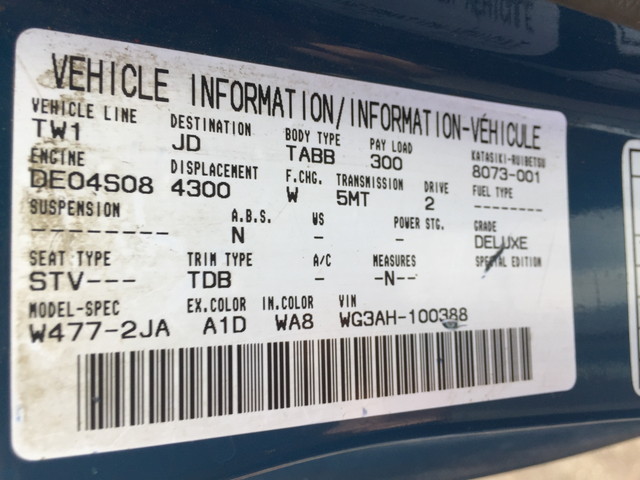 VEHICLE INFORMATION/INFORMATION-VÉHICULE
VEHICLE LINE DESTINATION BODY TYPE PAY LOAD KATASIKI-RUIBETSU
TW1 JD TABB 300 8073-001
ENGINE DISPLACEMENT F.CHG. TRANSMISSION DRIVE FUEL TYPE
DE04S08 4300 W 5MT 2 --------
SUSPENSION A.B.S. WS POWER STG. GRADE
-------- N - - DELUXE
SEAT TYPE TRIM TYPE A/C MEASURES SPECIAL EDITION
STV--- TDB - -N--
MODEL-SPEC EX.COLOR IN.COLOR VIN
W477-2JA A1D WA8 WG3AH-100388